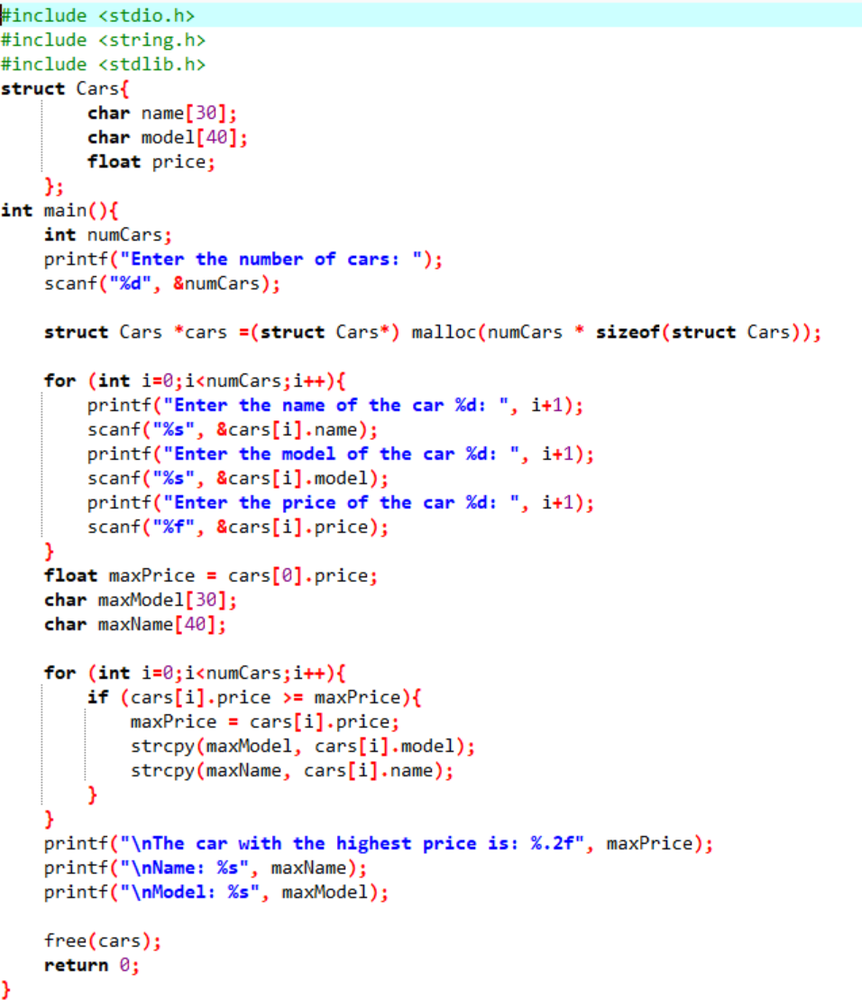 #include <stdio.h>
#include <string.h>
#include <stdlib.h>
struct Cars{
        char name[30];
        char model[40];
        float price;
    };
int main(){
    int numCars;
    printf("Enter the number of cars: ");
    scanf("%d", &numCars);

    struct Cars *cars =(struct Cars*) malloc(numCars * sizeof(struct Cars));

    for (int i=0;i<numCars;i++){
        printf("Enter the name of the car %d: ", i+1);
        scanf("%s", &cars[i].name);
        printf("Enter the model of the car %d: ", i+1);
        scanf("%s", &cars[i].model);
        printf("Enter the price of the car %d: ", i+1);
        scanf("%f", &cars[i].price);
    }
    float maxPrice = cars[0].price;
    char maxModel[30];
    char maxName[40];

    for (int i=0;i<numCars;i++){
        if (cars[i].price >= maxPrice){
            maxPrice = cars[i].price;
            strcpy(maxModel, cars[i].model);
            strcpy(maxName, cars[i].name);
        }
    }
    printf("\nThe car with the highest price is: %.2f", maxPrice);
    printf("\nName: %s", maxName);
    printf("\nModel: %s", maxModel);

    free(cars);
    return 0;
}